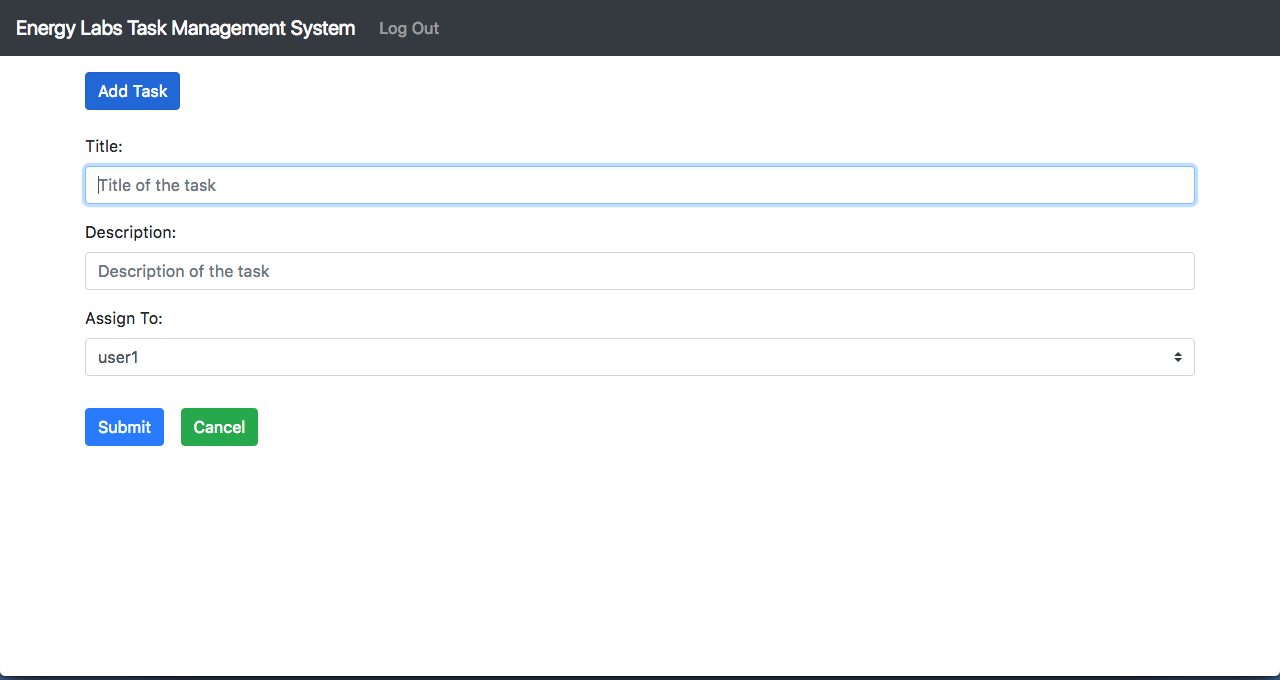 Energy Labs Task Management System Log Out
Add Task
Title:
Title of the task
Description:
Description of the task
Assign To:
user1
Submit Cancel